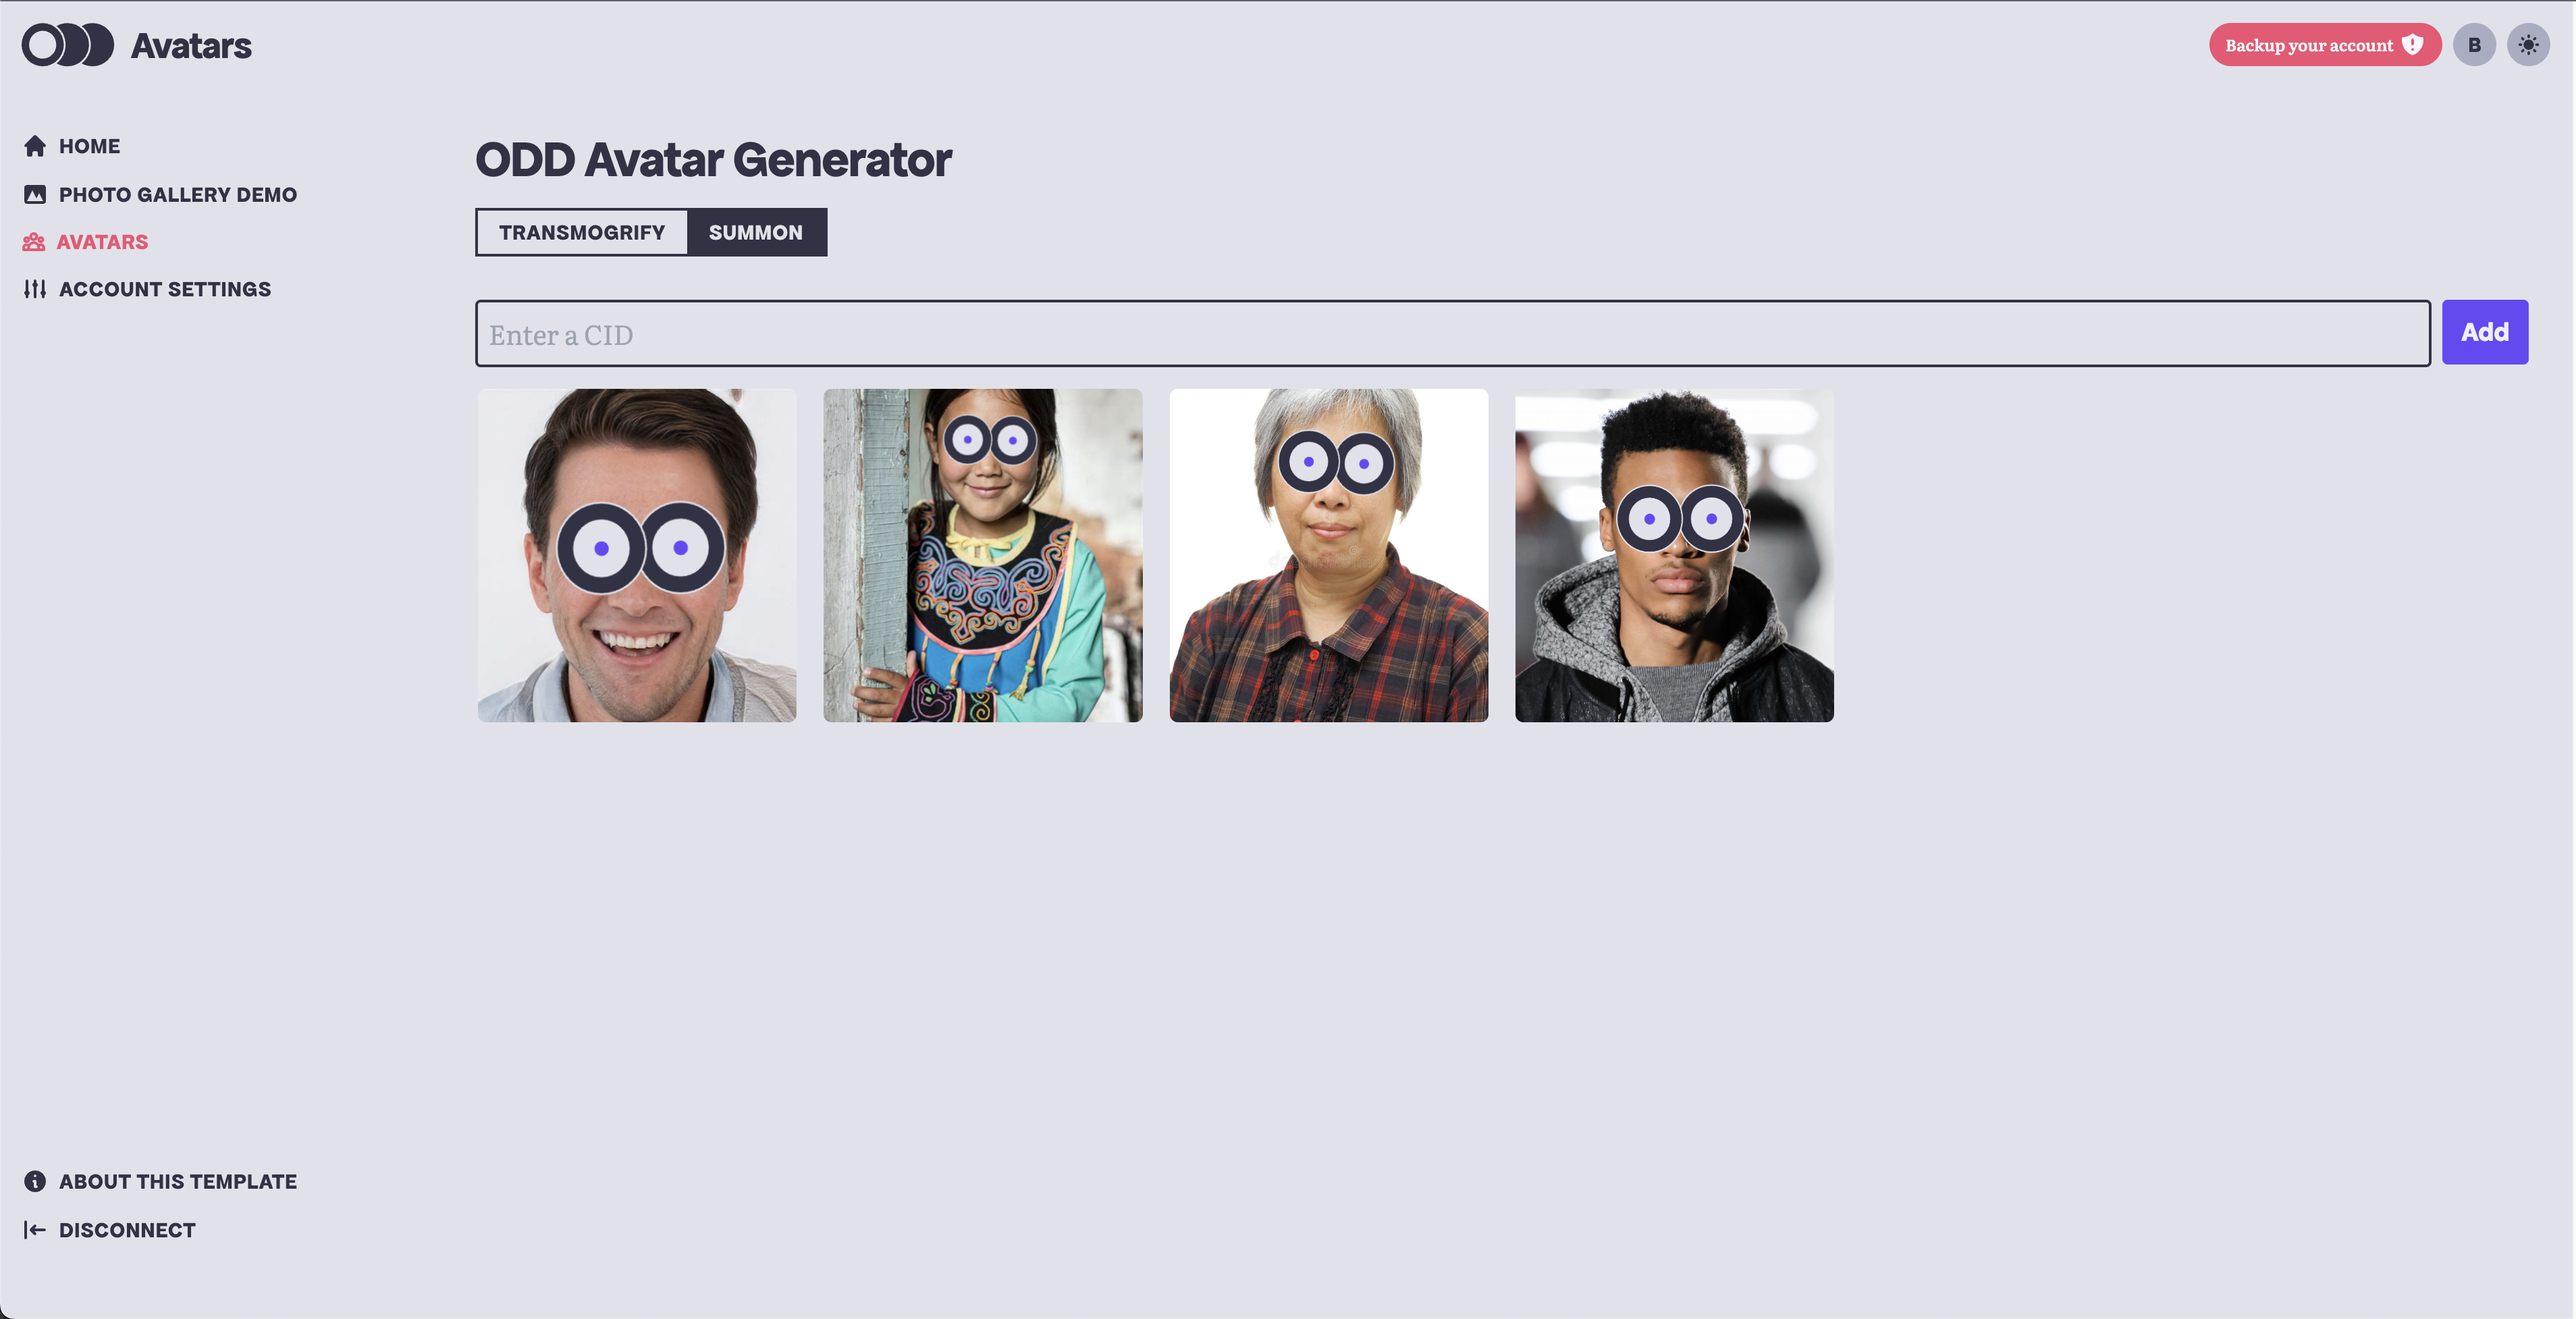 Avatars
Backup your account
B
HOME
PHOTO GALLERY DEMO
AVATARS
ACCOUNT SETTINGS
ODD Avatar Generator
TRANSMOGRIFY
SUMMON
Enter a CID
Add
ABOUT THIS TEMPLATE
DISCONNECT